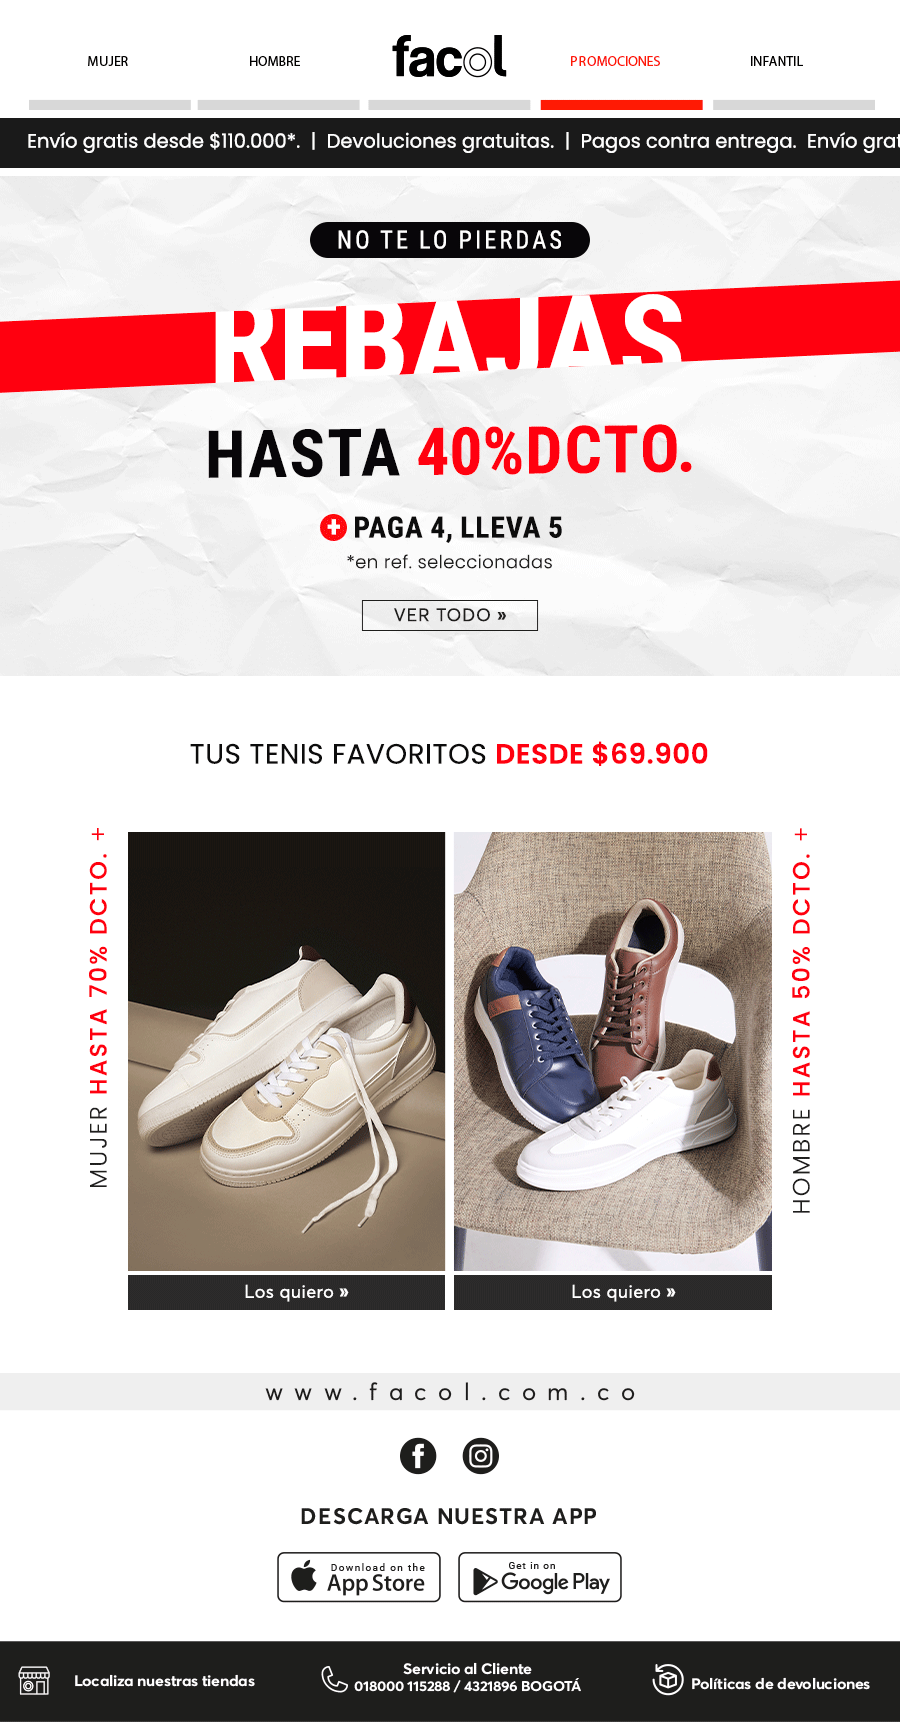 MUJER
HOMBRE
facol
PROMOCIONES
INFANTIL
Envío gratis desde $110.000*. | Devoluciones gratuitas. | Pagos contra entrega. Envío grat
NO TE LO PIERDAS
REBAJAS
HASTA 40%DCTO.
+ PAGA 4, LLEVA 5
*en ref. seleccionadas
VER TODO »
TUS TENIS FAVORITOS DESDE $69.900
MUJER HASTA 70% DCTO. +
HOMBRE HASTA 50% DCTO. +
Los quiero »
Los quiero »
www.facol.com.co
DESCARGA NUESTRA APP
Download on the
App Store
Get in on
Google Play
Localiza nuestras tiendas
Servicio al Cliente
018000 115288 / 4321896 BOGOTÁ
Políticas de devoluciones